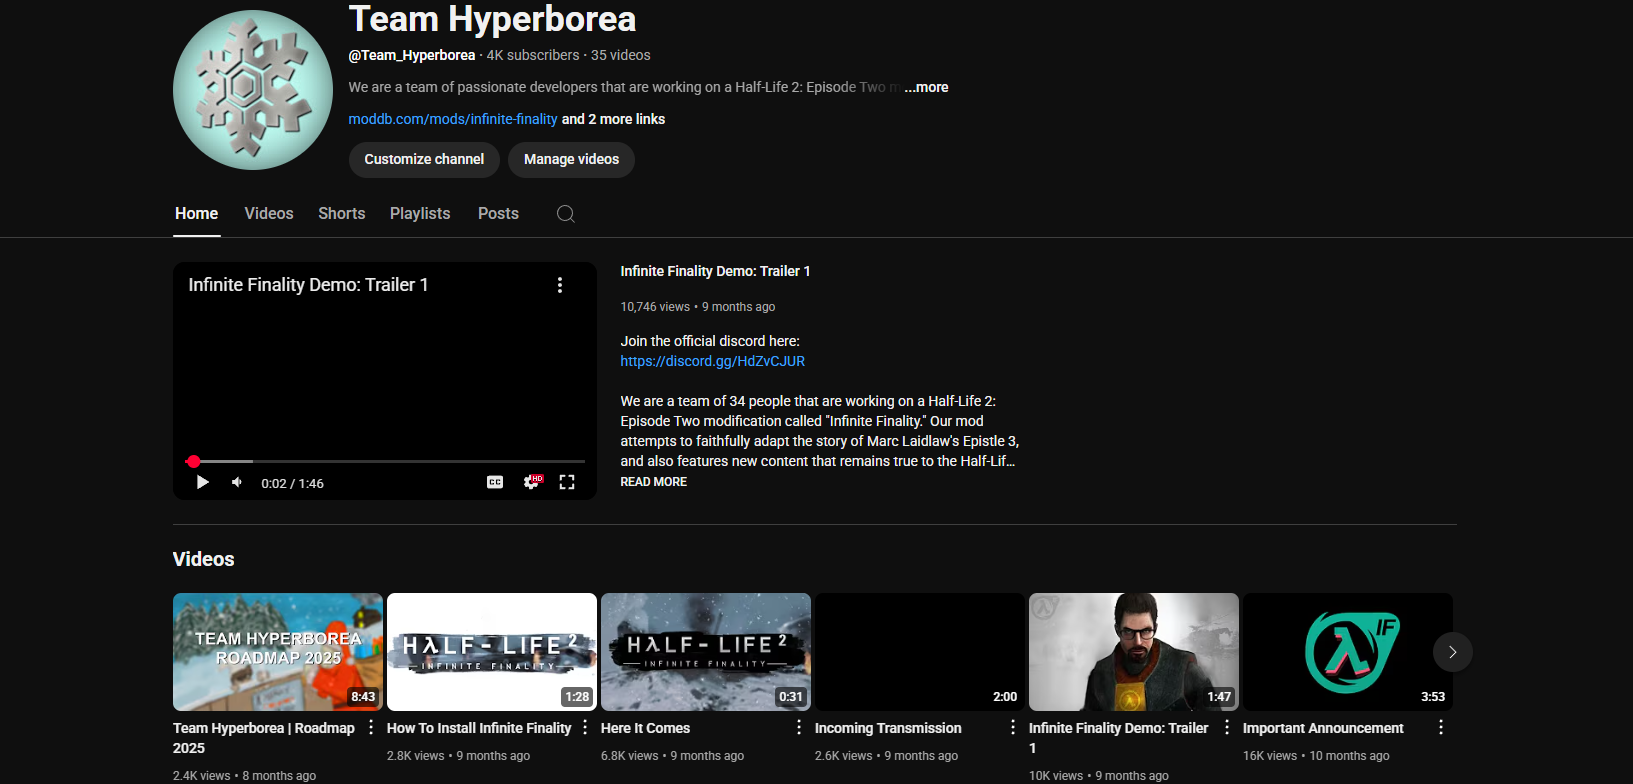 Team Hyperborea
@Team_Hyperborea · 4K subscribers · 35 videos
We are a team of passionate developers that are working on a Half-Life 2: Episode Two m ...more
moddb.com/mods/infinite-finality and 2 more links
Customize channel Manage videos
Home Videos Shorts Playlists Posts
Infinite Finality Demo: Trailer 1
0:02 / 1:46
CC
HD
Infinite Finality Demo: Trailer 1
10,746 views • 9 months ago
Join the official discord here:
https://discord.gg/HdZvCJUR
We are a team of 34 people that are working on a Half-Life 2:
Episode Two modification called "Infinite Finality." Our mod
attempts to faithfully adapt the story of Marc Laidlaw's Epistle 3,
and also features new content that remains true to the Half-Lif...
READ MORE
Videos
TEAM HYPERBOREA
ROADMAP 2025
8:43
Team Hyperborea | Roadmap
2025
2.4K views • 8 months ago
HλLF-LIFE 2
INFINITE FINALITY
1:28
How To Install Infinite Finality
2.8K views • 9 months ago
HλLF-LIFE 2
INFINITE FINALITY
0:31
Here It Comes
6.8K views • 9 months ago
2:00
Incoming Transmission
2.6K views • 9 months ago
1:47
Infinite Finality Demo: Trailer
1
10K views • 9 months ago
λ IF
3:53
Important Announcement
16K views • 10 months ago